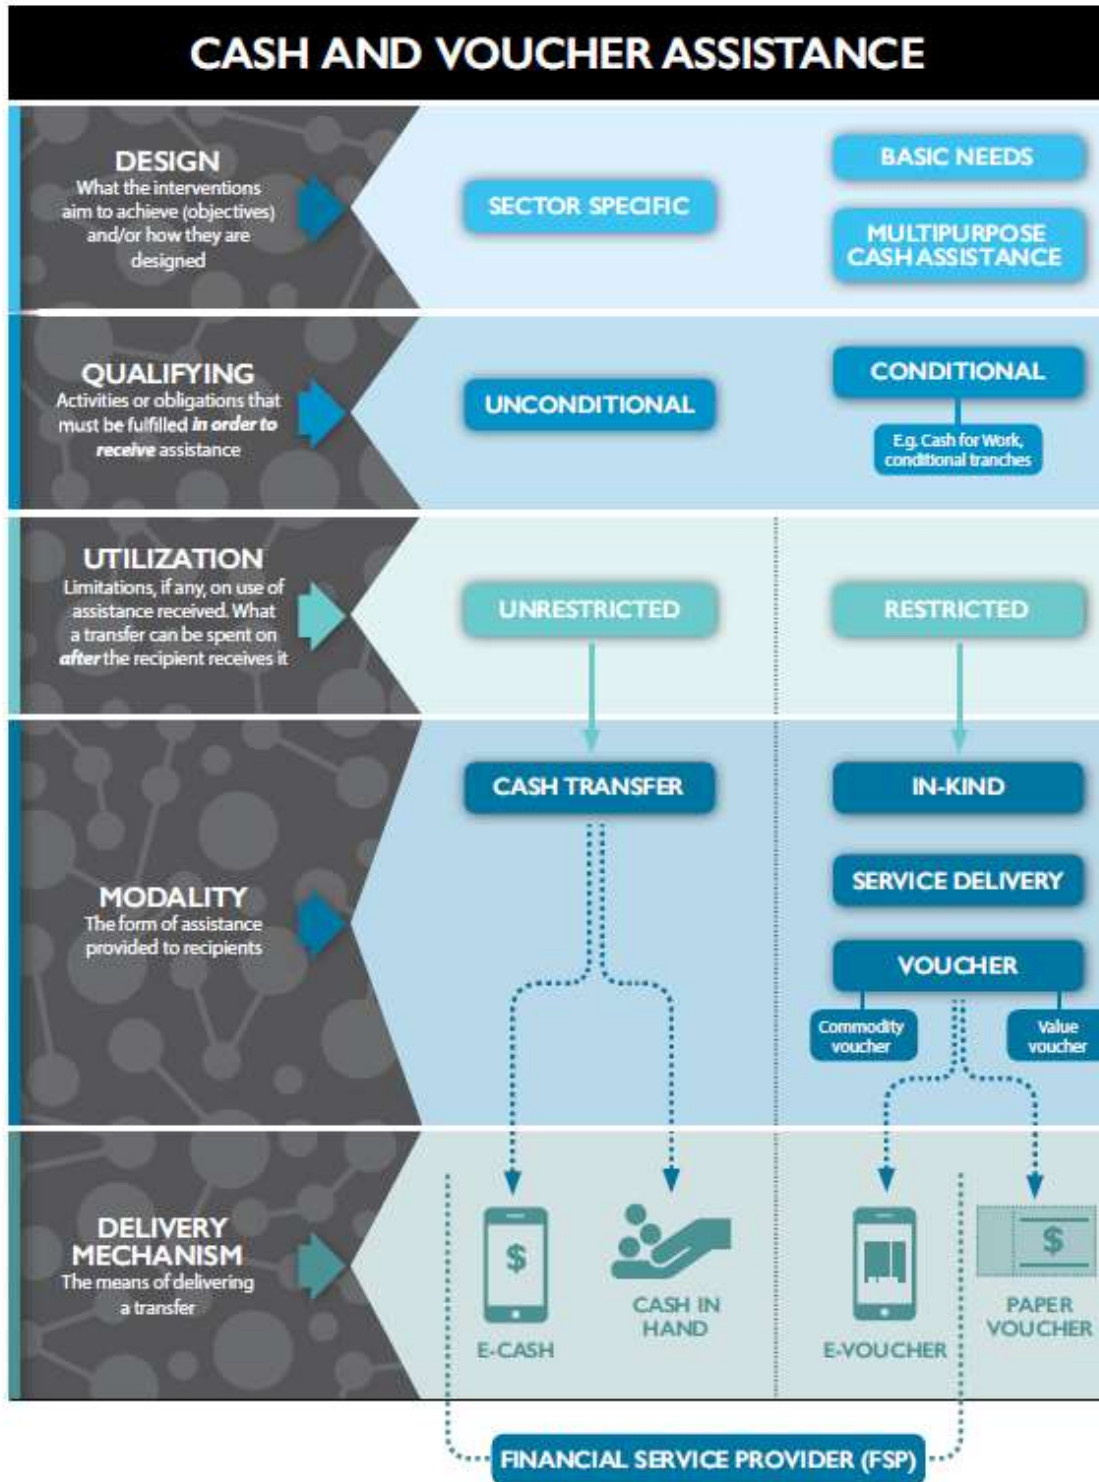 CASH AND VOUCHER ASSISTANCE
DESIGN
What the interventions
aim to achieve (objectives)
and/or how they are
designed
SECTOR SPECIFIC
BASIC NEEDS
MULTIPURPOSE
CASH ASSISTANCE
QUALIFYING
Activities or obligations that
must be fulfilled in order to
receive assistance
UNCONDITIONAL
CONDITIONAL
E.g. Cash for Work,
conditional tranches
UTILIZATION
Limitations, if any, on use of
assistance received. What
a transfer can be spent on
after the recipient receives it
UNRESTRICTED
RESTRICTED
MODALITY
The form of assistance
provided to recipients
CASH TRANSFER
IN-KIND
SERVICE DELIVERY
VOUCHER
Commodity
voucher
Value
voucher
DELIVERY
MECHANISM
The means of delivering
a transfer
$
E-CASH
CASH IN
HAND
E-VOUCHER
$
PAPER
VOUCHER
FINANCIAL SERVICE PROVIDER (FSP)